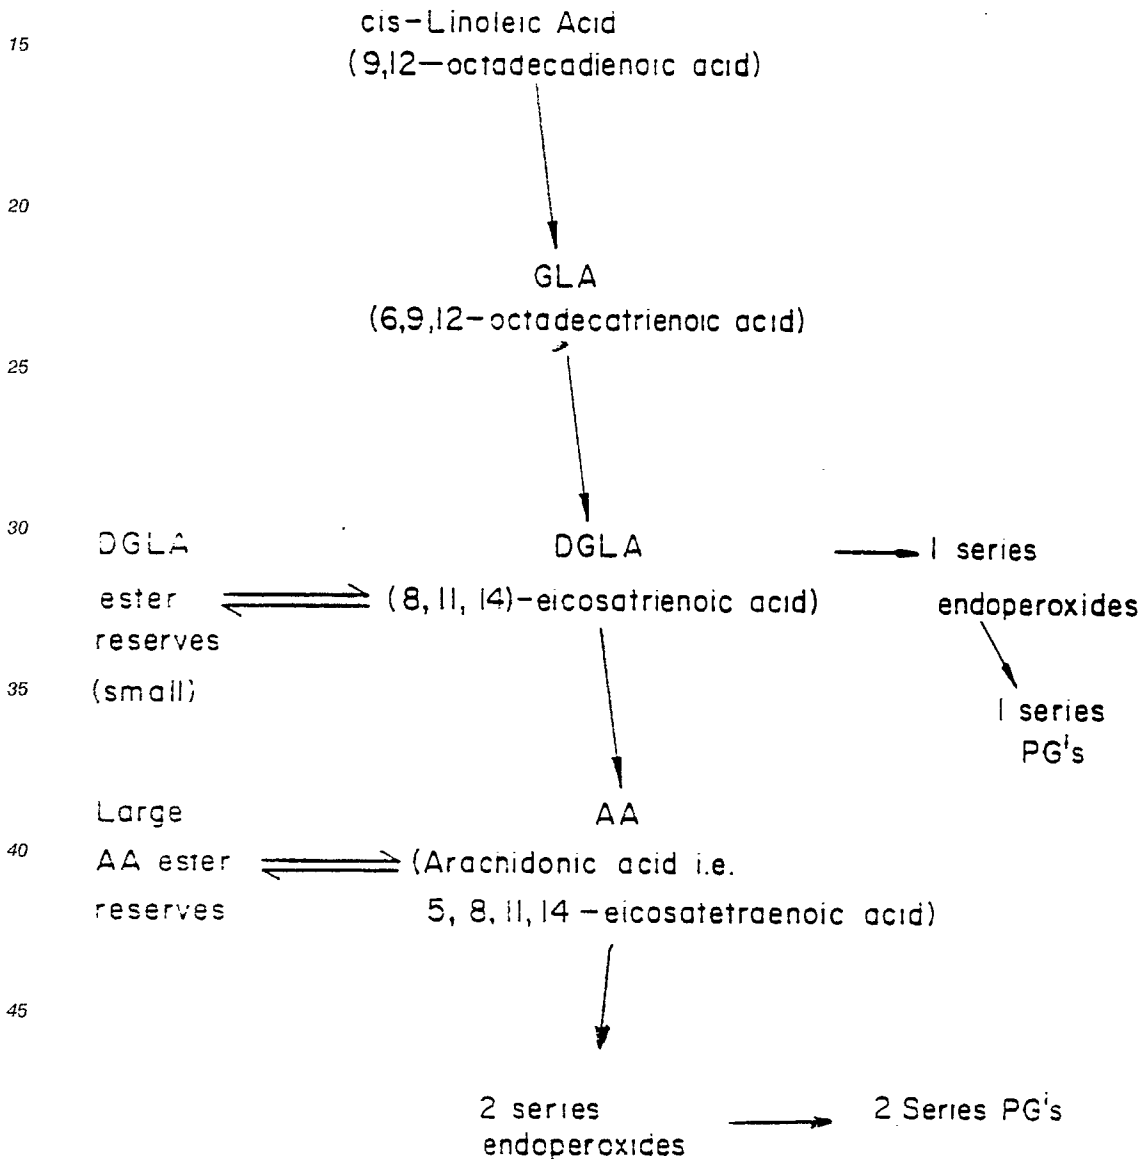 cis-Linoleic Acid
15
(9,12-octadecadienoic acid)
20
GLA
(6,9,12-octadecatrienoic acid)
25
30
DGLA
DGLA
1 series
ester
(8, 11, 14)-eicosatrienoic acid)
endoperoxides
reserves
35
(small)
1 series
PG's
Large
AA
40
AA ester
(Arachidonic acid i.e.
reserves
5, 8, 11, 14 -eicosatetraenoic acid)
45
2 series
2 Series PG's
endoperoxides